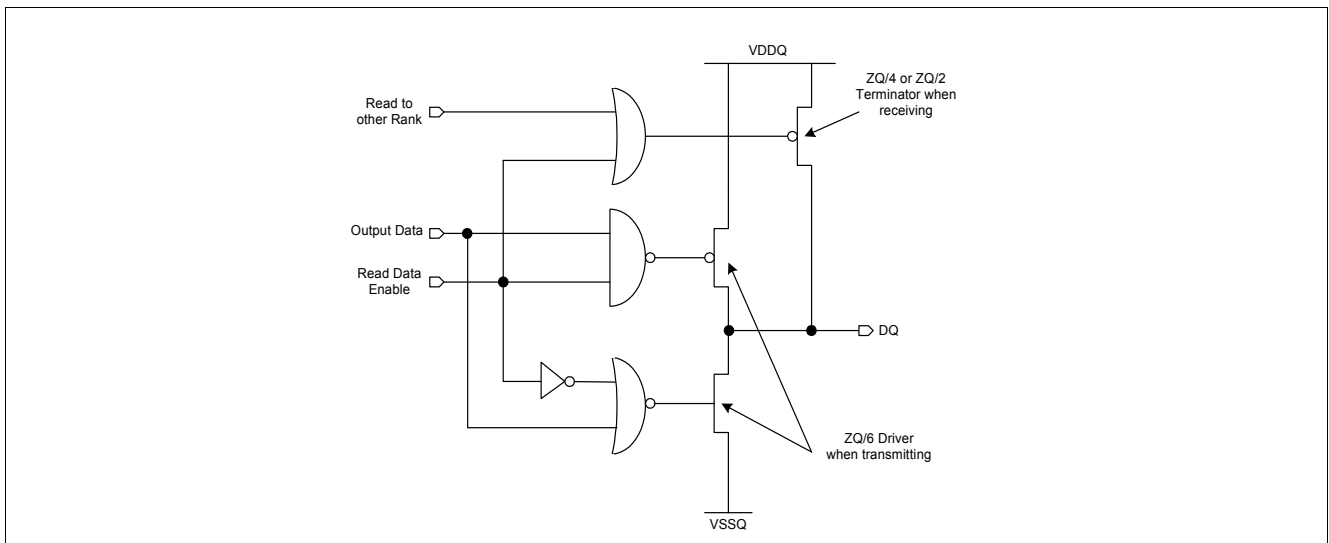 VDDQ
ZQ/4 or ZQ/2
Terminator when
receiving
Read to
other Rank
Output Data
Read Data
Enable
DQ
ZQ/6 Driver
when transmitting
VSSQ